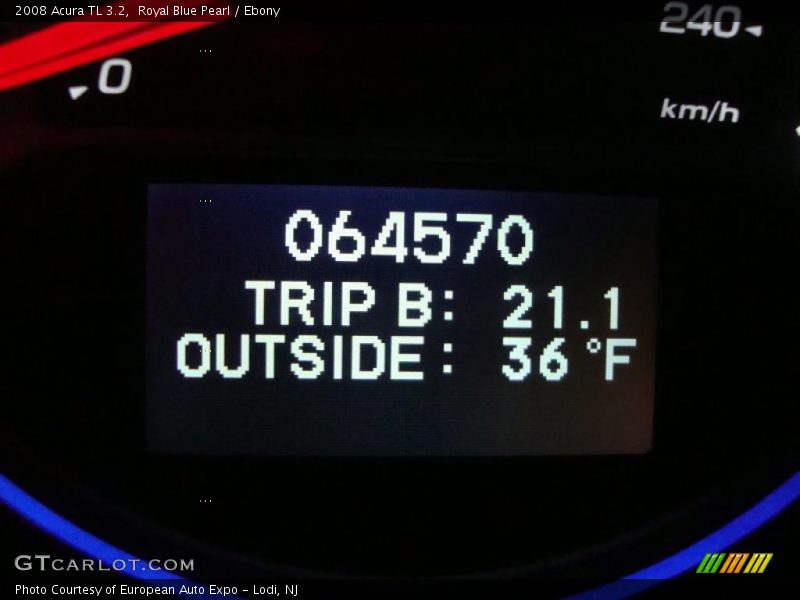 2008 Acura TL 3.2, Royal Blue Pearl / Ebony
240
0
km/h
064570
TRIP B: 21.1
OUTSIDE: 36 °F
GTCARLOT.COM
Photo Courtesy of European Auto Expo - Lodi, NJ